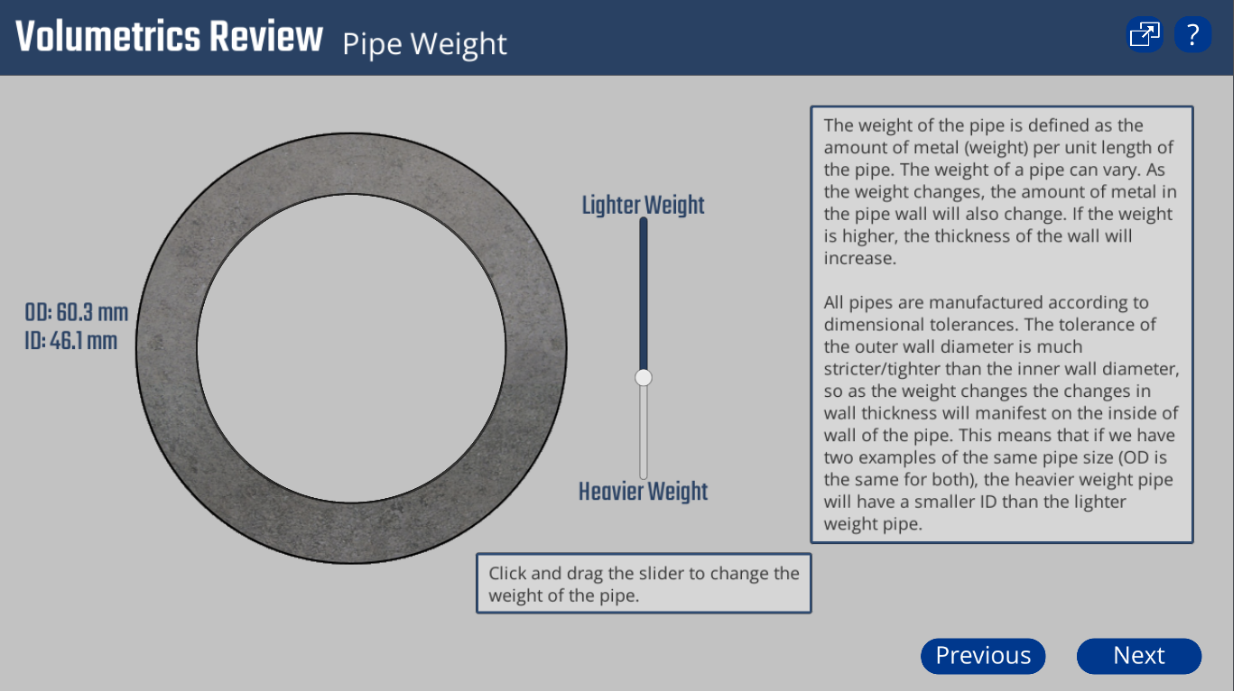 Volumetrics Review Pipe Weight
?
OD: 60.3 mm
ID: 46.1 mm
Lighter Weight
Heavier Weight
Click and drag the slider to change the
weight of the pipe.
The weight of the pipe is defined as the
amount of metal (weight) per unit length of
the pipe. The weight of a pipe can vary. As
the weight changes, the amount of metal in
the pipe wall will also change. If the weight
is higher, the thickness of the wall will
increase.
All pipes are manufactured according to
dimensional tolerances. The tolerance of
the outer wall diameter is much
stricter/tighter than the inner wall diameter,
so as the weight changes the changes in
wall thickness will manifest on the inside of
wall of the pipe. This means that if we have
two examples of the same pipe size (OD is
the same for both), the heavier weight pipe
will have a smaller ID than the lighter
weight pipe.
Previous
Next